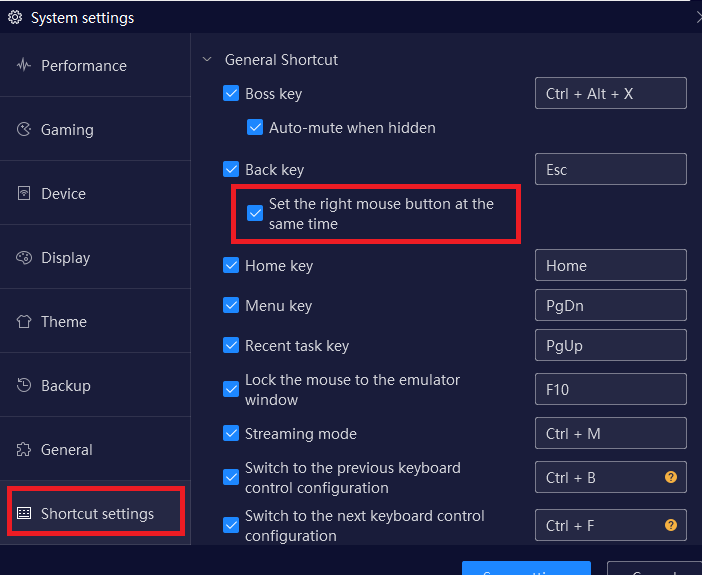 System settings
Performance
Gaming
Device
Display
Theme
Backup
General
Shortcut settings
General Shortcut
Boss key
Ctrl + Alt + X
Auto-mute when hidden
Back key
Esc
Set the right mouse button at the
same time
Home key
Home
Menu key
PgDn
Recent task key
PgUp
Lock the mouse to the emulator
window
F10
Streaming mode
Ctrl + M
Switch to the previous keyboard
control configuration
Ctrl + B
?
Switch to the next keyboard control
configuration
Ctrl + F
?